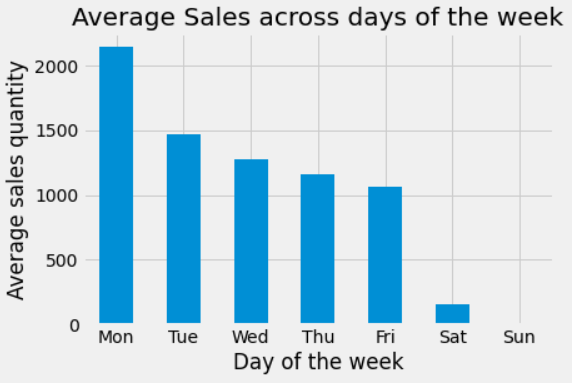 Average Sales across days of the week
Average sales quantity
2000
1500
1000
500
0
Mon Tue Wed Thu Fri Sat Sun
Day of the week